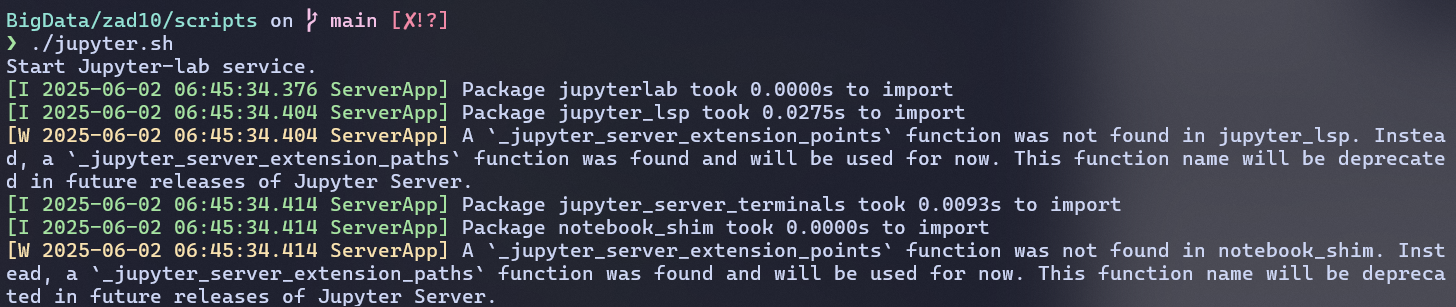 BigData/zad10/scripts on  main [✘!?]
❯ ./jupyter.sh
Start Jupyter-lab service.
[I 2025-06-02 06:45:34.376 ServerApp] Package jupyterlab took 0.0000s to import
[I 2025-06-02 06:45:34.404 ServerApp] Package jupyter_lsp took 0.0275s to import
[W 2025-06-02 06:45:34.404 ServerApp] A `_jupyter_server_extension_points` function was not found in jupyter_lsp. Instea
d, a `_jupyter_server_extension_paths` function was found and will be used for now. This function name will be deprecate
d in future releases of Jupyter Server.
[I 2025-06-02 06:45:34.414 ServerApp] Package jupyter_server_terminals took 0.0093s to import
[I 2025-06-02 06:45:34.414 ServerApp] Package notebook_shim took 0.0000s to import
[W 2025-06-02 06:45:34.414 ServerApp] A `_jupyter_server_extension_points` function was not found in notebook_shim. Inst
ead, a `_jupyter_server_extension_paths` function was found and will be used for now. This function name will be depreca
ted in future releases of Jupyter Server.